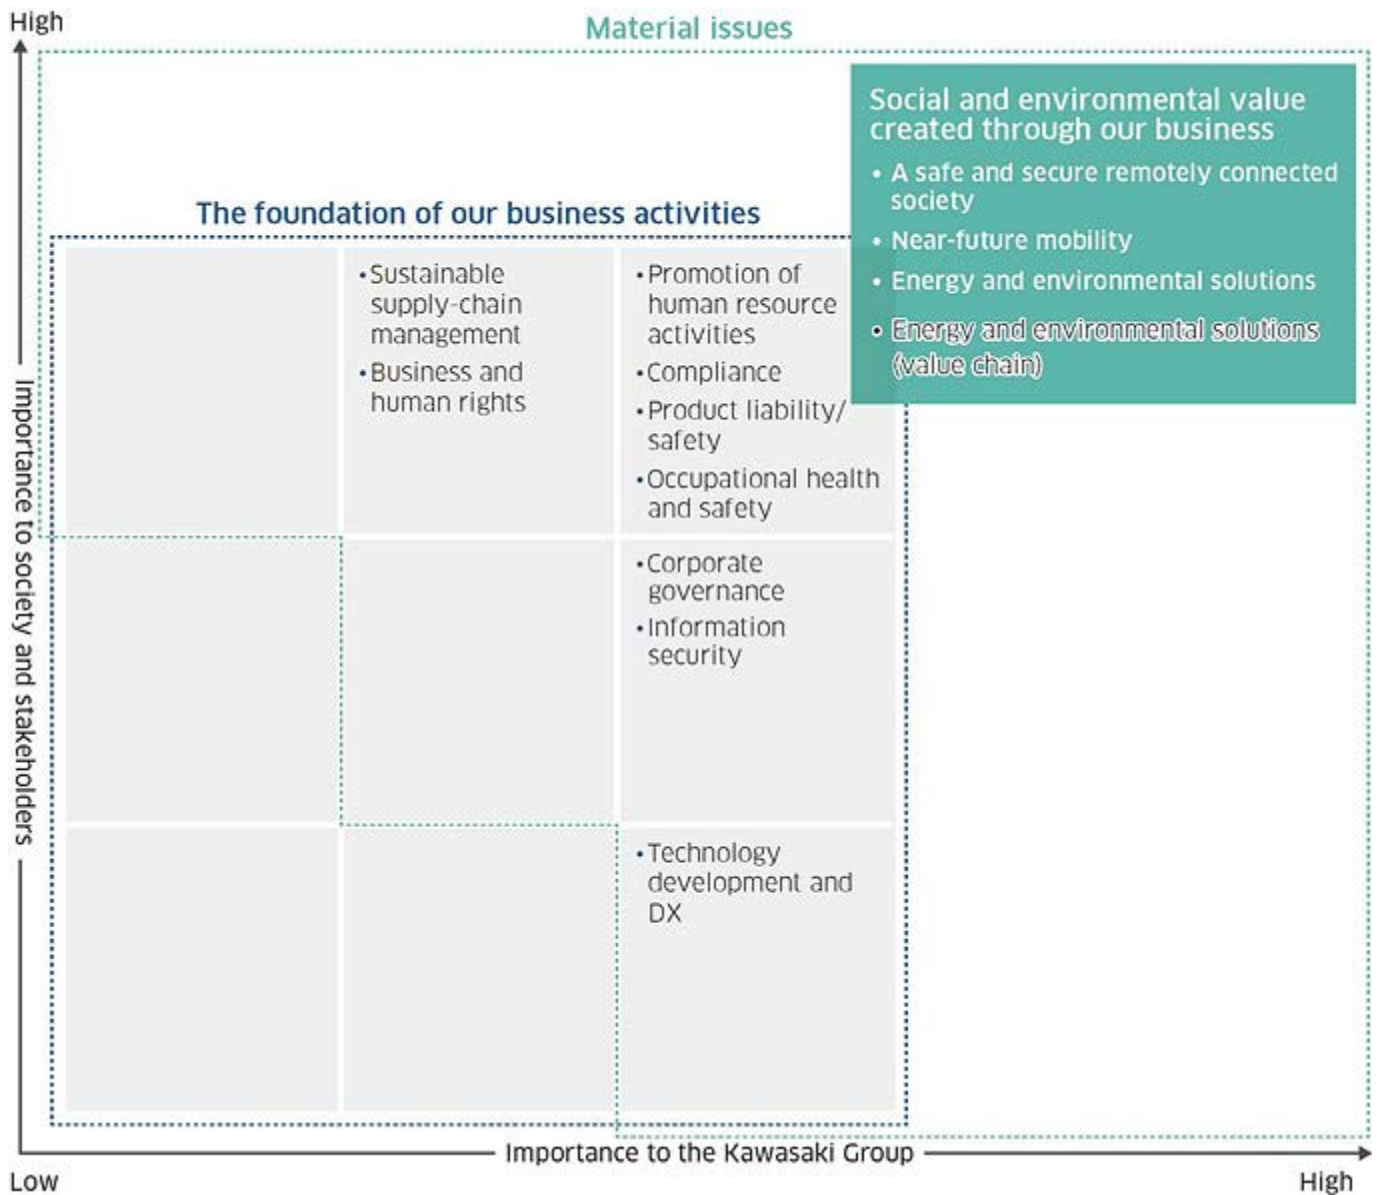 High
Material issues
Social and environmental value
created through our business
• A safe and secure remotely connected
society
• Near-future mobility
• Energy and environmental solutions
• Energy and environmental solutions
(value chain)
The foundation of our business activities
•Sustainable
supply-chain
management
•Business and
human rights
•Promotion of
human resource
activities
•Compliance
•Product liability/
safety
•Occupational health
and safety
•Corporate
governance
•Information
security
•Technology
development and
DX
Importance to society and stakeholders
Importance to the Kawasaki Group
Low
High